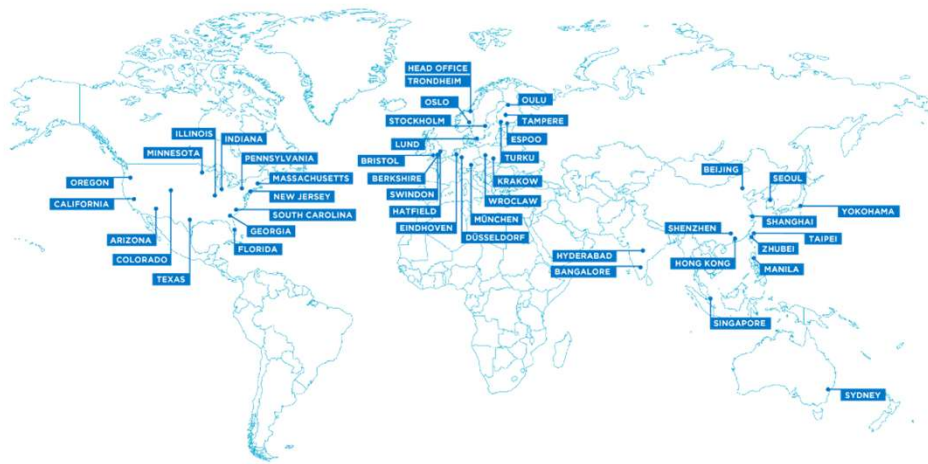 HEAD OFFICE
TRONDHEIM
OSLO
OULU
STOCKHOLM
TAMPERE
ILLINOIS
INDIANA
LUND
ESPOO
MINNESOTA
PENNSYLVANIA
BRISTOL
TURKU
BEIJING
OREGON
MASSACHUSETTS
BERKSHIRE
KRAKOW
SEOUL
CALIFORNIA
NEW JERSEY
SWINDON
WROCLAW
YOKOHAMA
SOUTH CAROLINA
HATFIELD
MÜNCHEN
SHANGHAI
GEORGIA
EINDHOVEN
SHENZHEN
ARIZONA
FLORIDA
DÜSSELDORF
TAIPEI
COLORADO
HYDERABAD
ZHUBEI
TEXAS
BANGALORE
HONG KONG
MANILA
SINGAPORE
SYDNEY